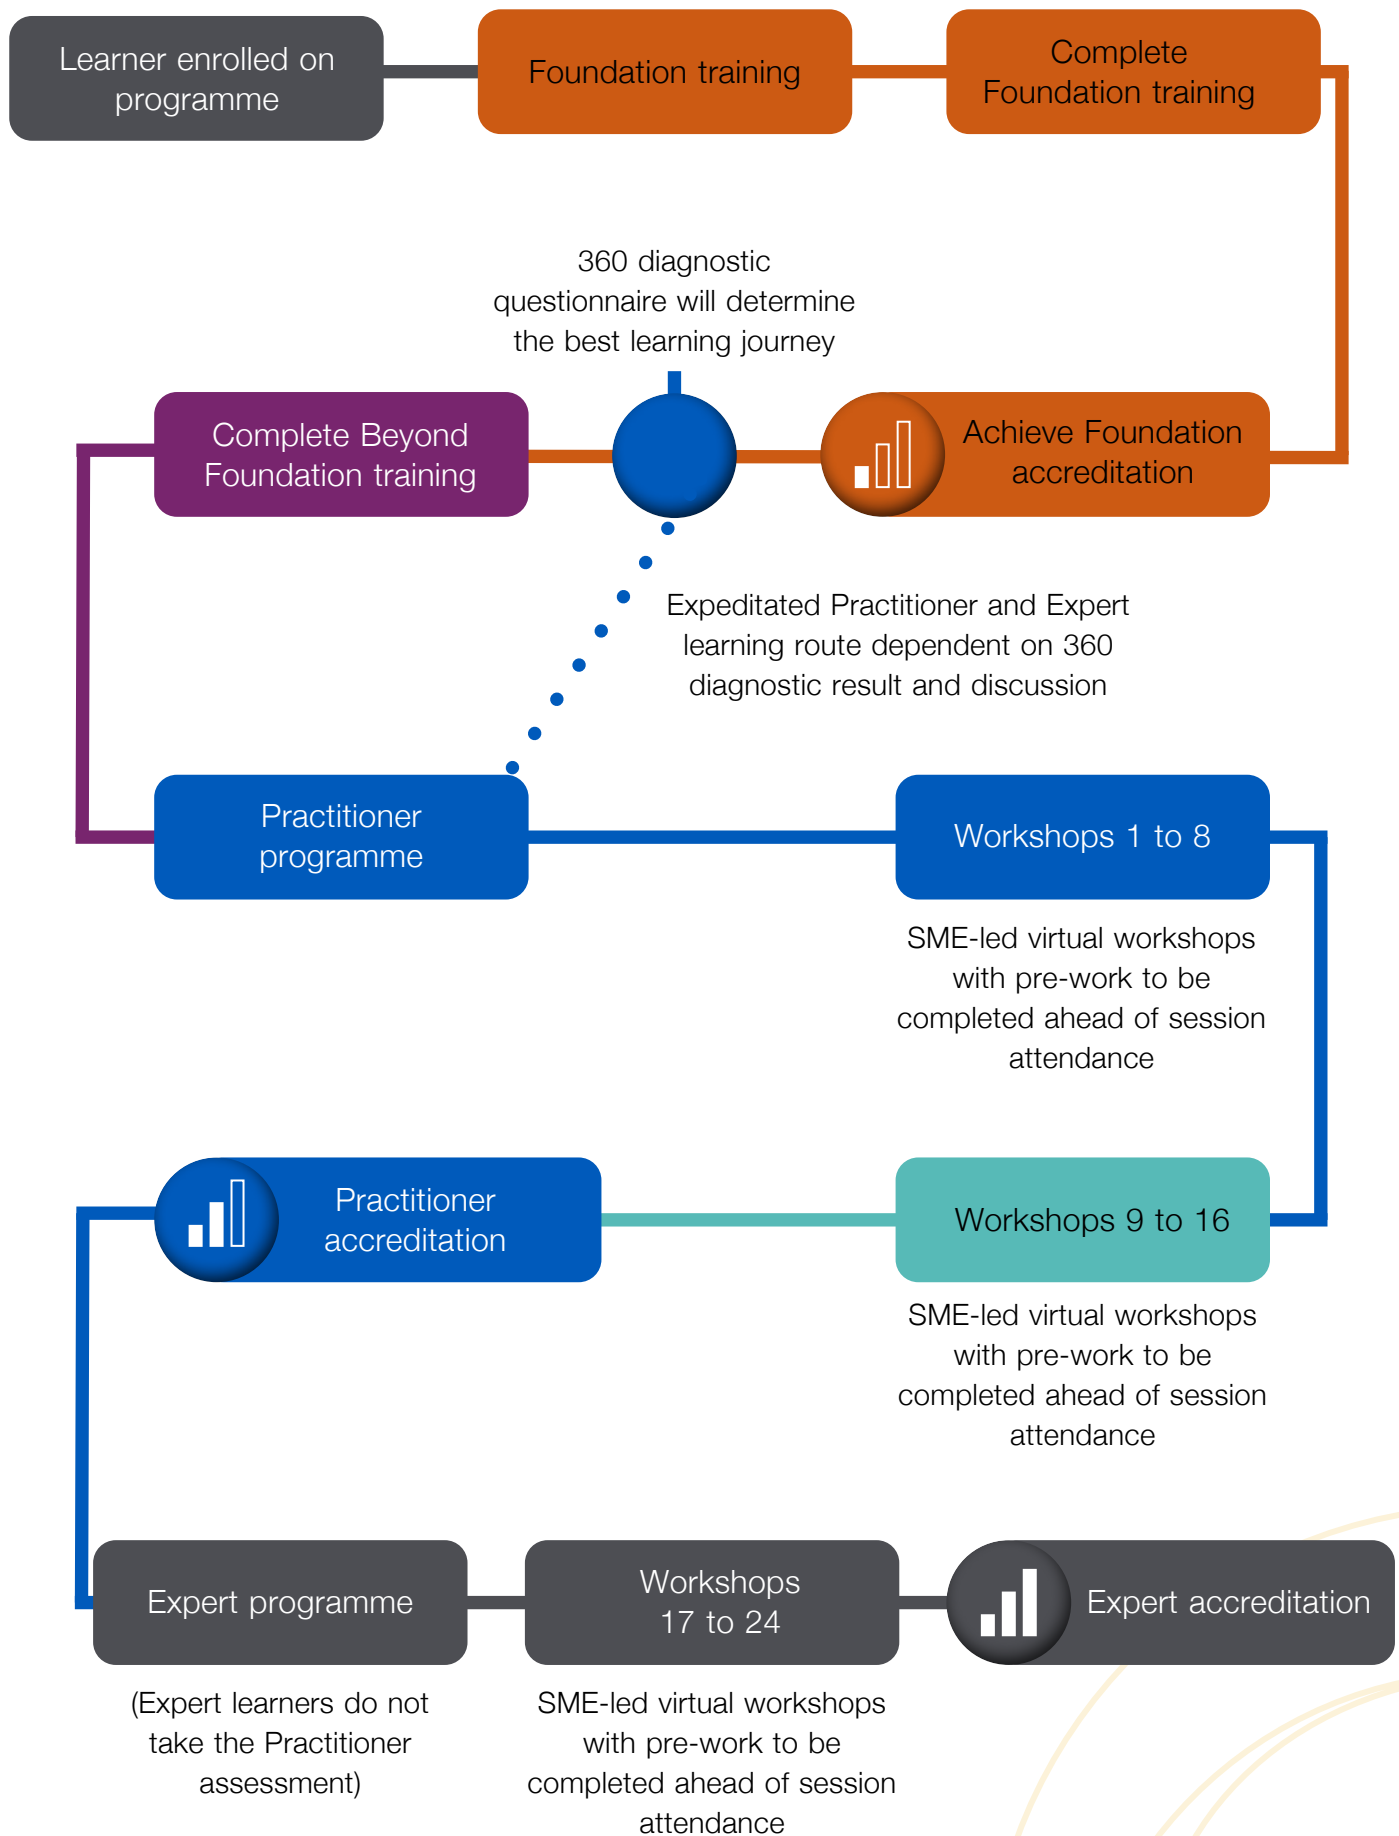 Learner enrolled on
programme
Foundation training
Complete
Foundation training
360 diagnostic
questionnaire will determine
the best learning journey
Achieve Foundation
accreditation
Complete Beyond
Foundation training
Expeditated Practitioner and Expert
learning route dependent on 360
diagnostic result and discussion
Practitioner
programme
Workshops 1 to 8
SME-led virtual workshops
with pre-work to be
completed ahead of session
attendance
Workshops 9 to 16
SME-led virtual workshops
with pre-work to be
completed ahead of session
attendance
Practitioner
accreditation
Expert programme
(Expert learners do not
take the Practitioner
assessment)
Workshops
17 to 24
SME-led virtual workshops
with pre-work to be
completed ahead of session
attendance
Expert accreditation